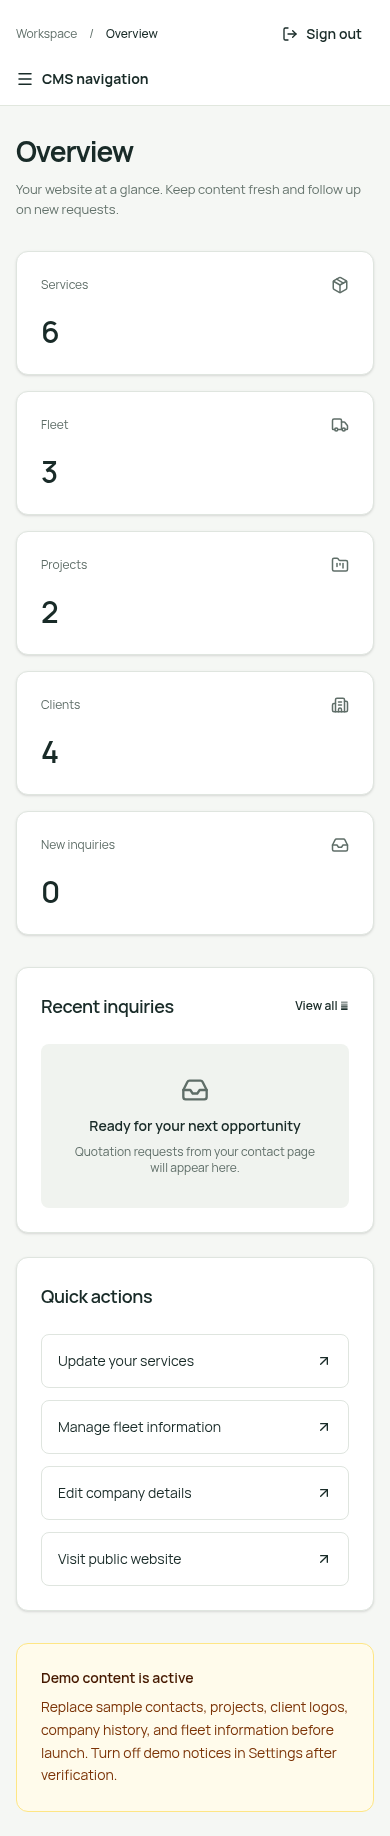 Workspace / Overview
Sign out
CMS navigation
Overview
Your website at a glance. Keep content fresh and follow up
on new requests.
Services
6
Fleet
3
Projects
2
Clients
4
New inquiries
0
Recent inquiries
View all
Ready for your next opportunity
Quotation requests from your contact page
will appear here.
Quick actions
Update your services
Manage fleet information
Edit company details
Visit public website
Demo content is active
Replace sample contacts, projects, client logos,
company history, and fleet information before
launch. Turn off demo notices in Settings after
verification.